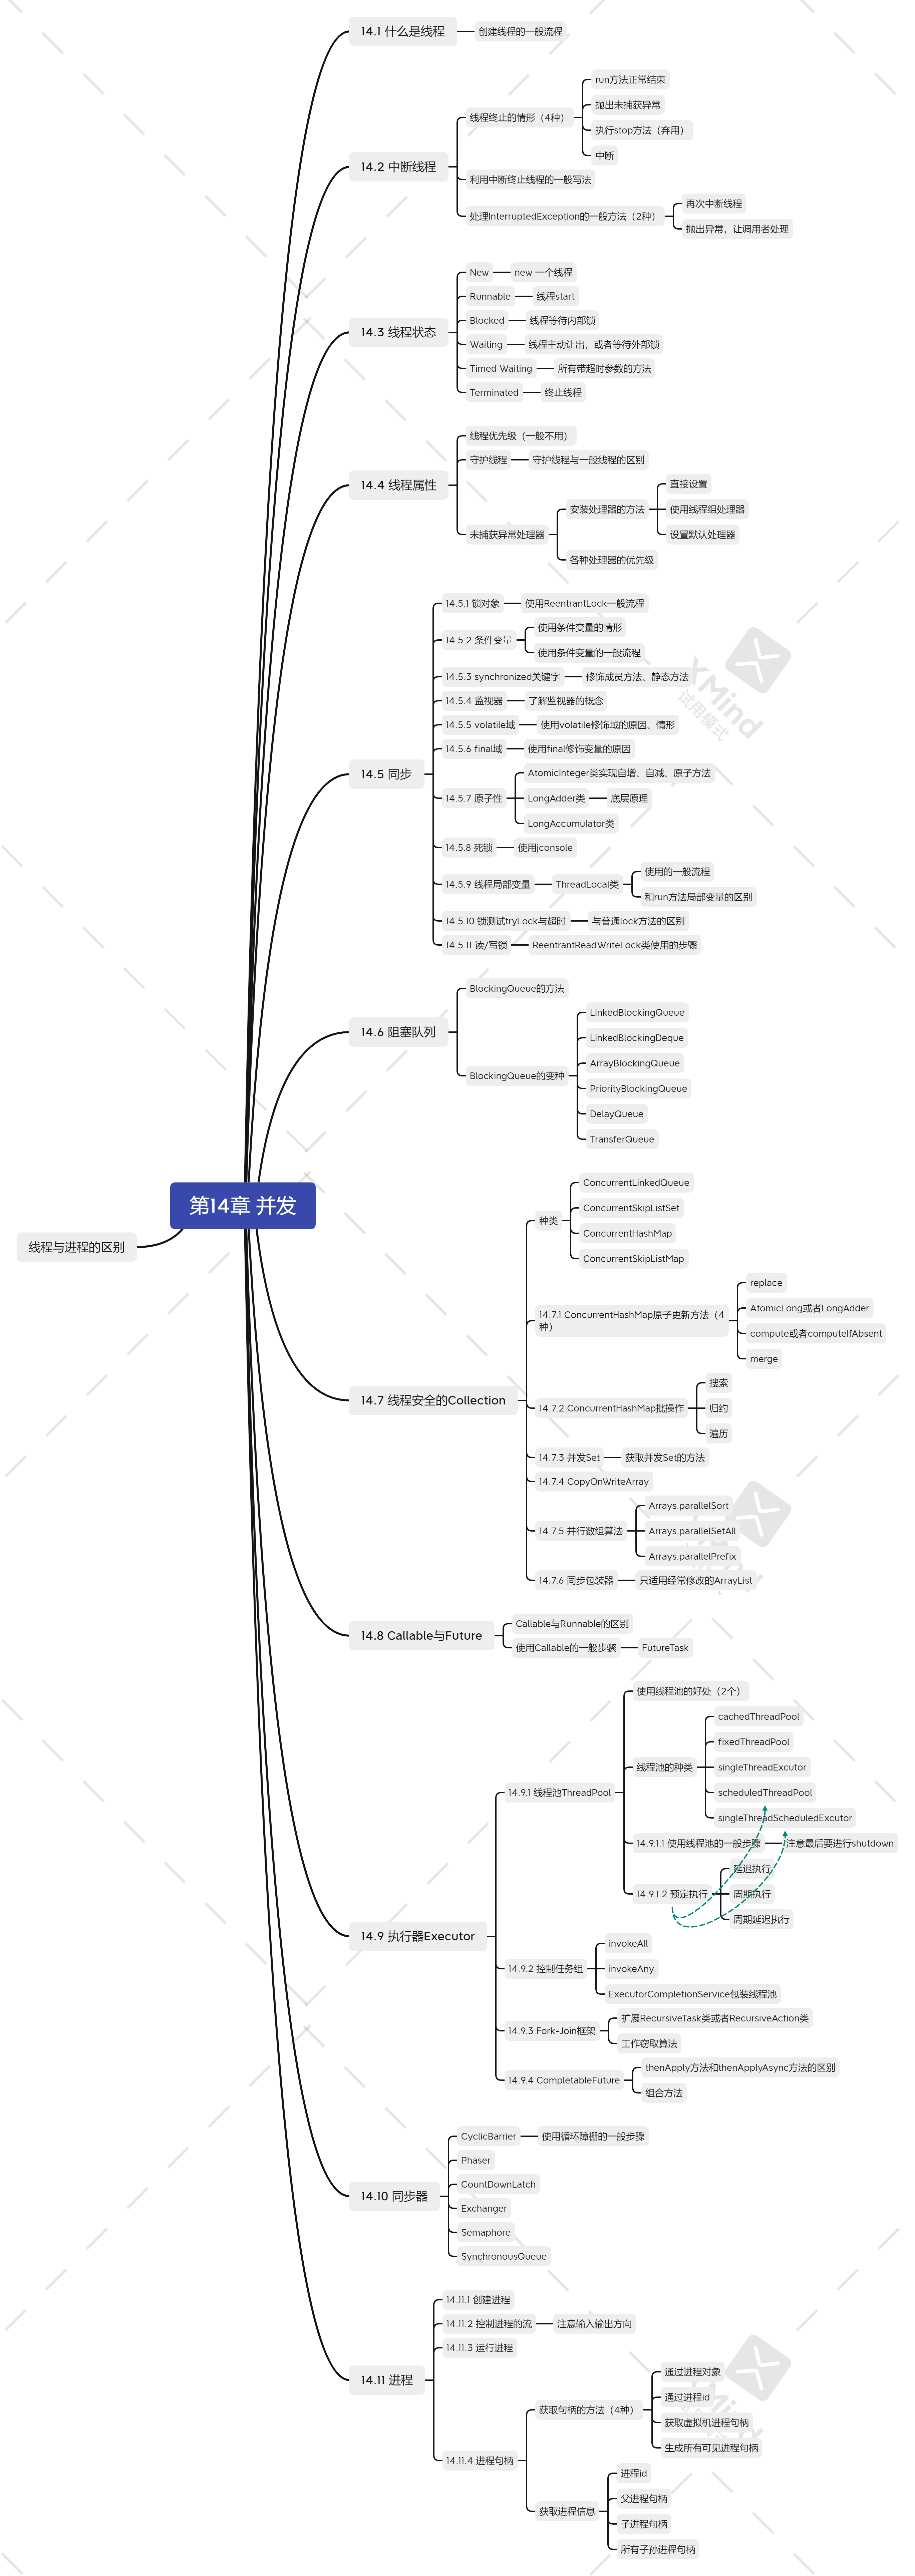 14.1 什么是线程
创建线程的一般流程
14.2 中断线程
线程终止的情形（4种）
run方法正常结束
抛出未捕获异常
执行stop方法（弃用）
中断
利用中断终止线程的一般写法
处理InterruptedException的一般方法（2种）
再次中断线程
抛出异常，让调用者处理
14.3 线程状态
New
new 一个线程
Runnable
线程start
Blocked
线程等待内部锁
Waiting
线程主动让出，或者等待外部锁
Timed Waiting
所有带超时参数的方法
Terminated
终止线程
14.4 线程属性
线程优先级（一般不用）
守护线程
守护线程与一般线程的区别
未捕获异常处理器
安装处理器的方法
直接设置
使用线程组处理器
设置默认处理器
各种处理器的优先级
14.5 同步
14.5.1 锁对象
使用ReentrantLock一般流程
14.5.2 条件变量
使用条件变量的情形
使用条件变量的一般流程
14.5.3 synchronized关键字
修饰成员方法、静态方法
14.5.4 监视器
了解监视器的概念
14.5.5 volatile域
使用volatile修饰域的原因、情形
14.5.6 final域
使用final修饰变量的原因
14.5.7 原子性
AtomicInteger类实现自增、自减、原子方法
LongAdder类
底层原理
LongAccumulator类
14.5.8 死锁
使用jconsole
14.5.9 线程局部变量
ThreadLocal类
使用的一般流程
和run方法局部变量的区别
14.5.10 锁测试tryLock与超时
与普通lock方法的区别
14.5.11 读/写锁
ReentrantReadWriteLock类使用的步骤
XMind
试用模式
14.6 阻塞队列
BlockingQueue的方法
BlockingQueue的变种
LinkedBlockingQueue
LinkedBlockingDeque
ArrayBlockingQueue
PriorityBlockingQueue
DelayQueue
TransferQueue
第14章 并发
线程与进程的区别
14.7 线程安全的Collection
种类
ConcurrentLinkedQueue
ConcurrentSkipListSet
ConcurrentHashMap
ConcurrentSkipListMap
14.7.1 ConcurrentHashMap原子更新方法（4
种）
replace
AtomicLong或者LongAdder
compute或者computeIfAbsent
merge
14.7.2 ConcurrentHashMap批操作
搜索
归约
遍历
14.7.3 并发Set
获取并发Set的方法
14.7.4 CopyOnWriteArray
14.7.5 并行数组算法
Arrays.parallelSort
Arrays.parallelSetAll
Arrays.parallelPrefix
14.7.6 同步包装器
只适用经常修改的ArrayList
14.8 Callable与Future
Callable与Runnable的区别
使用Callable的一般步骤
FutureTask
14.9 执行器Executor
14.9.1 线程池ThreadPool
使用线程池的好处（2个）
线程池的种类
cachedThreadPool
fixedThreadPool
singleThreadExcutor
scheduledThreadPool
singleThreadScheduledExcutor
14.9.1.1 使用线程池的一般步骤
注意最后要进行shutdown
14.9.1.2 预定执行
延迟执行
周期执行
周期延迟执行
14.9.2 控制任务组
invokeAll
invokeAny
ExecutorCompletionService包装线程池
14.9.3 Fork-Join框架
扩展RecursiveTask类或者RecursiveAction类
工作窃取算法
14.9.4 CompletableFuture
thenApply方法和thenApplyAsync方法的区别
组合方法
14.10 同步器
CyclicBarrier
使用循环障栅的一般步骤
Phaser
CountDownLatch
Exchanger
Semaphore
SynchronousQueue
14.11 进程
14.11.1 创建进程
14.11.2 控制进程的流
注意输入输出方向
14.11.3 运行进程
14.11.4 进程句柄
获取句柄的方法（4种）
通过进程对象
通过进程id
获取虚拟机进程句柄
生成所有可见进程句柄
获取进程信息
进程id
父进程句柄
子进程句柄
所有子孙进程句柄